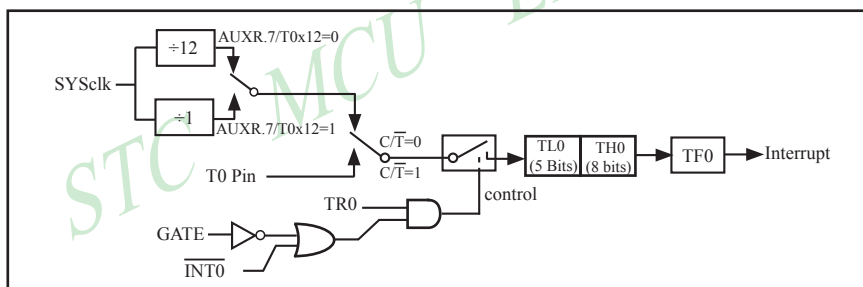 ÷12
AUXR.7/T0x12=0
SYSclk
÷1
AUXR.7/T0x12=1
C/T̅=0
C/T̅=1
T0 Pin
TL0
(5 Bits)
TH0
(8 bits)
TF0
Interrupt
control
TR0
GATE
I̅N̅T̅0̅
STC MCU